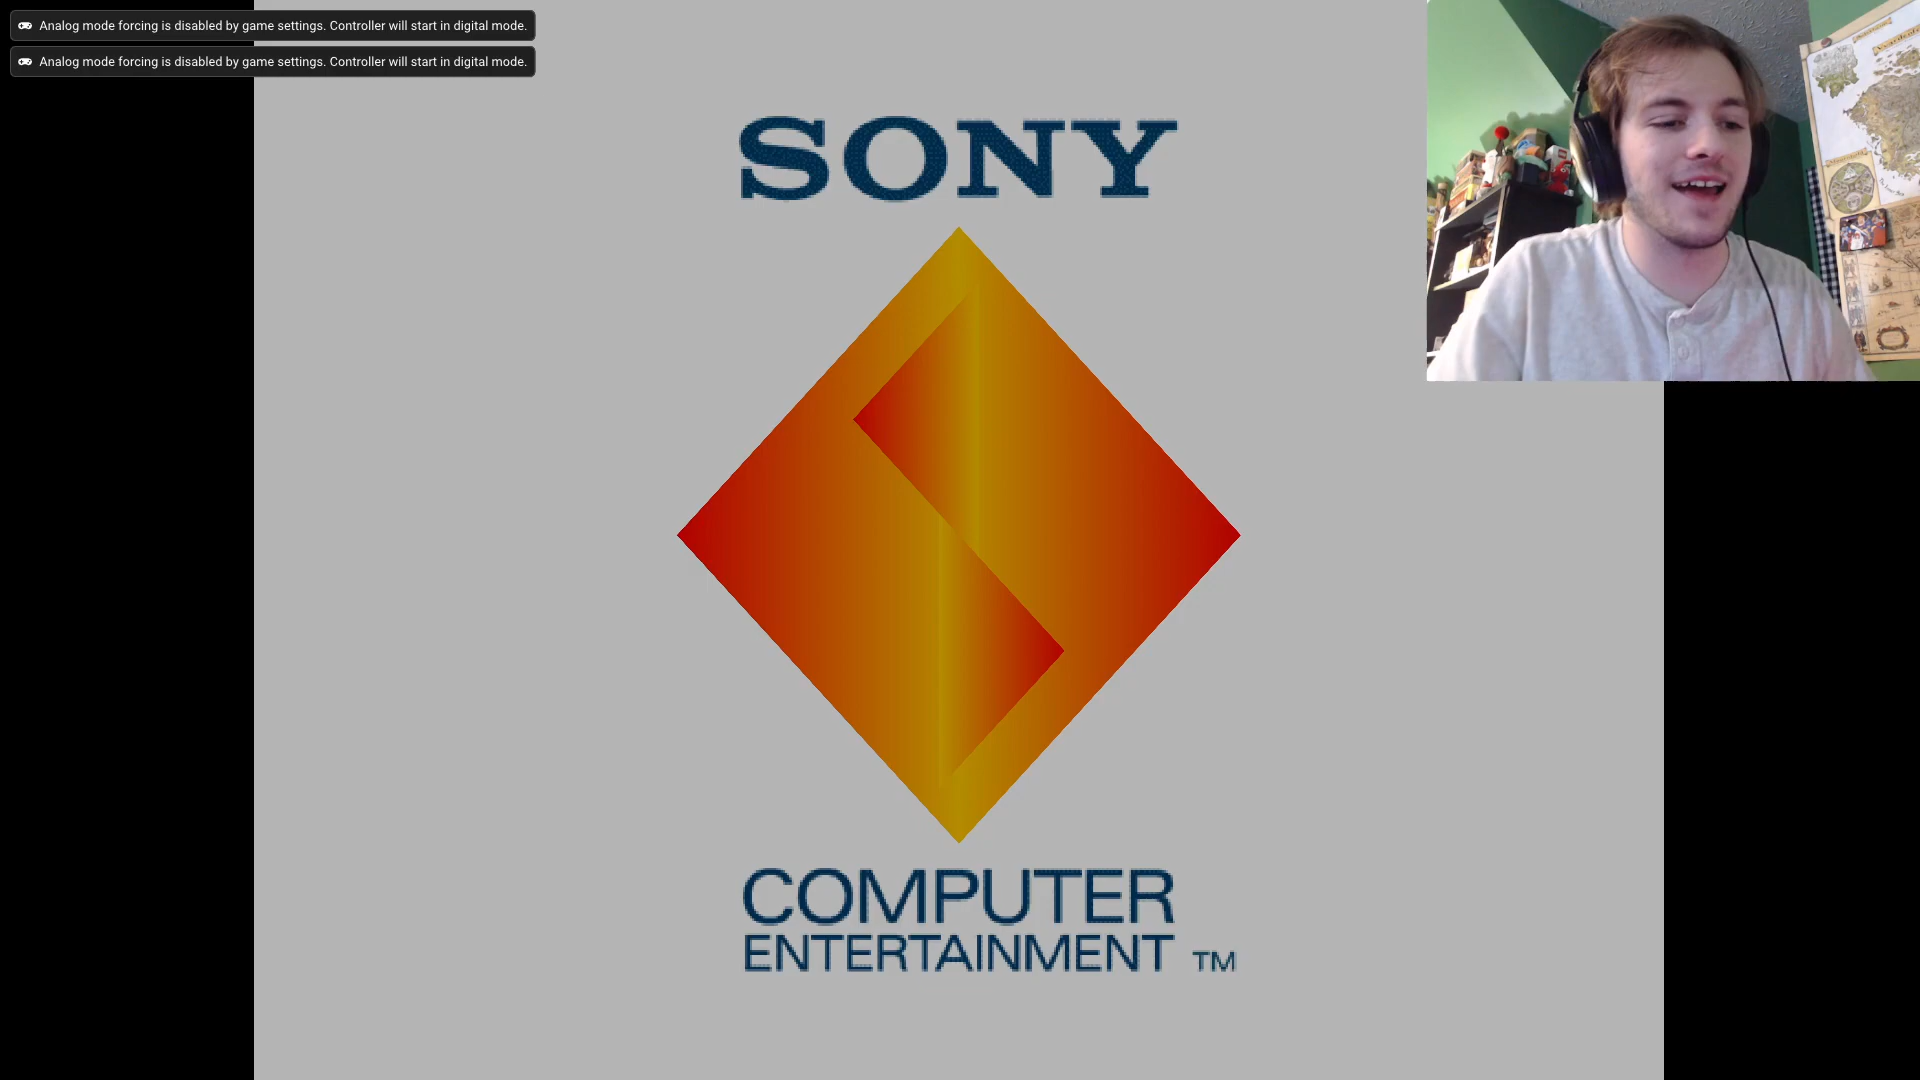 Analog mode forcing is disabled by game settings. Controller will start in digital mode.
Analog mode forcing is disabled by game settings. Controller will start in digital mode.
SONY
COMPUTER
ENTERTAINMENT TM